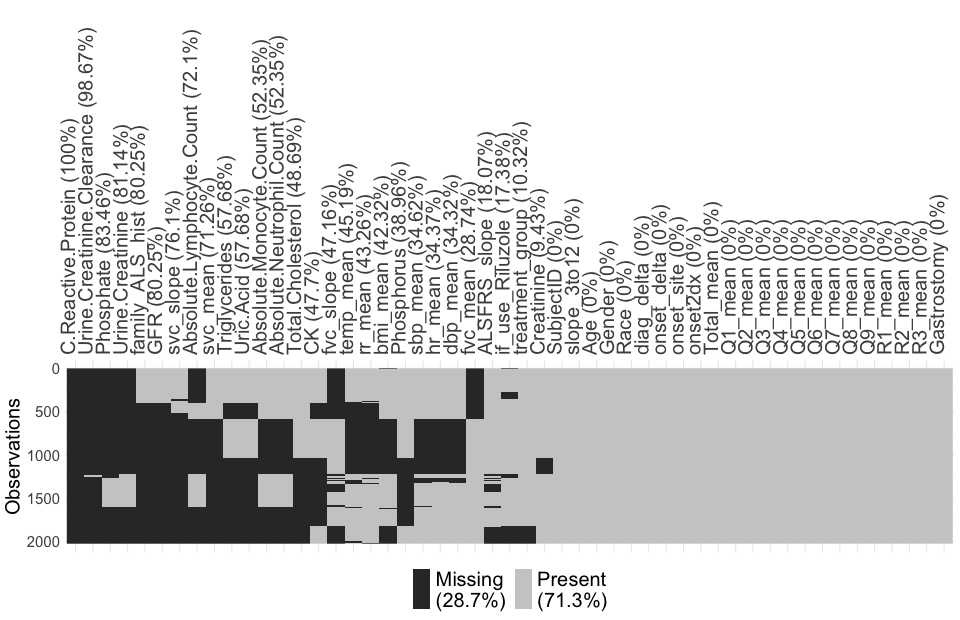 C.Reactive.Protein (100%)
Urine.Creatinine.Clearance (98.67%)
Phosphate (83.46%)
Urine.Creatinine (81.14%)
family_ALS_hist (80.25%)
GFR (80.25%)
svc_slope (76.1%)
Absolute.Lymphocyte.Count (72.1%)
svc_mean (71.26%)
Triglycerides (57.68%)
Uric.Acid (57.68%)
Absolute.Monocyte.Count (52.35%)
Absolute.Neutrophil.Count (52.35%)
Total.Cholesterol (48.69%)
CK (47.7%)
fvc_slope (47.16%)
temp_mean (45.19%)
rr_mean (43.26%)
bmi_mean (42.32%)
Phosphorus (38.96%)
sbp_mean (34.62%)
hr_mean (34.37%)
dbp_mean (34.32%)
fvc_mean (28.74%)
ALSFRS_slope (18.07%)
if_use_Riluzole (17.38%)
treatment_group (10.32%)
Creatinine (9.43%)
SubjectID (0%)
slope_3to12 (0%)
Age (0%)
Gender (0%)
Race (0%)
diag_delta (0%)
onset_delta (0%)
onset_site (0%)
onset2dx (0%)
Total_mean (0%)
Q1_mean (0%)
Q2_mean (0%)
Q3_mean (0%)
Q4_mean (0%)
Q5_mean (0%)
Q6_mean (0%)
Q7_mean (0%)
Q8_mean (0%)
Q9_mean (0%)
R1_mean (0%)
R2_mean (0%)
R3_mean (0%)
Gastrostomy (0%)
Observations
0
500
1000
1500
2000
Missing
(28.7%)
Present
(71.3%)